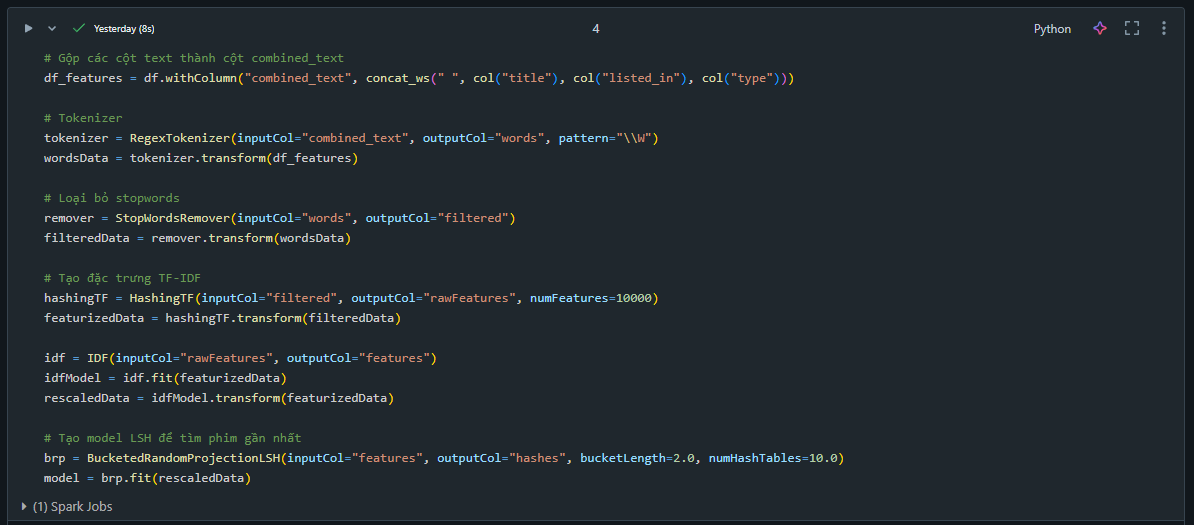 Yesterday (8s)
4
Python
# Gộp các cột text thành cột combined_text
df_features = df.withColumn("combined_text", concat_ws(" ", col("title"), col("listed_in"), col("type")))
# Tokenizer
tokenizer = RegexTokenizer(inputCol="combined_text", outputCol="words", pattern="\\W")
wordsData = tokenizer.transform(df_features)
# Loại bỏ stopwords
remover = StopWordsRemover(inputCol="words", outputCol="filtered")
filteredData = remover.transform(wordsData)
# Tạo đặc trưng TF-IDF
hashingTF = HashingTF(inputCol="filtered", outputCol="rawFeatures", numFeatures=10000)
featurizedData = hashingTF.transform(filteredData)
idf = IDF(inputCol="rawFeatures", outputCol="features")
idfModel = idf.fit(featurizedData)
rescaledData = idfModel.transform(featurizedData)
# Tạo model LSH để tìm phim gần nhất
brp = BucketedRandomProjectionLSH(inputCol="features", outputCol="hashes", bucketLength=2.0, numHashTables=10.0)
model = brp.fit(rescaledData)
(1) Spark Jobs